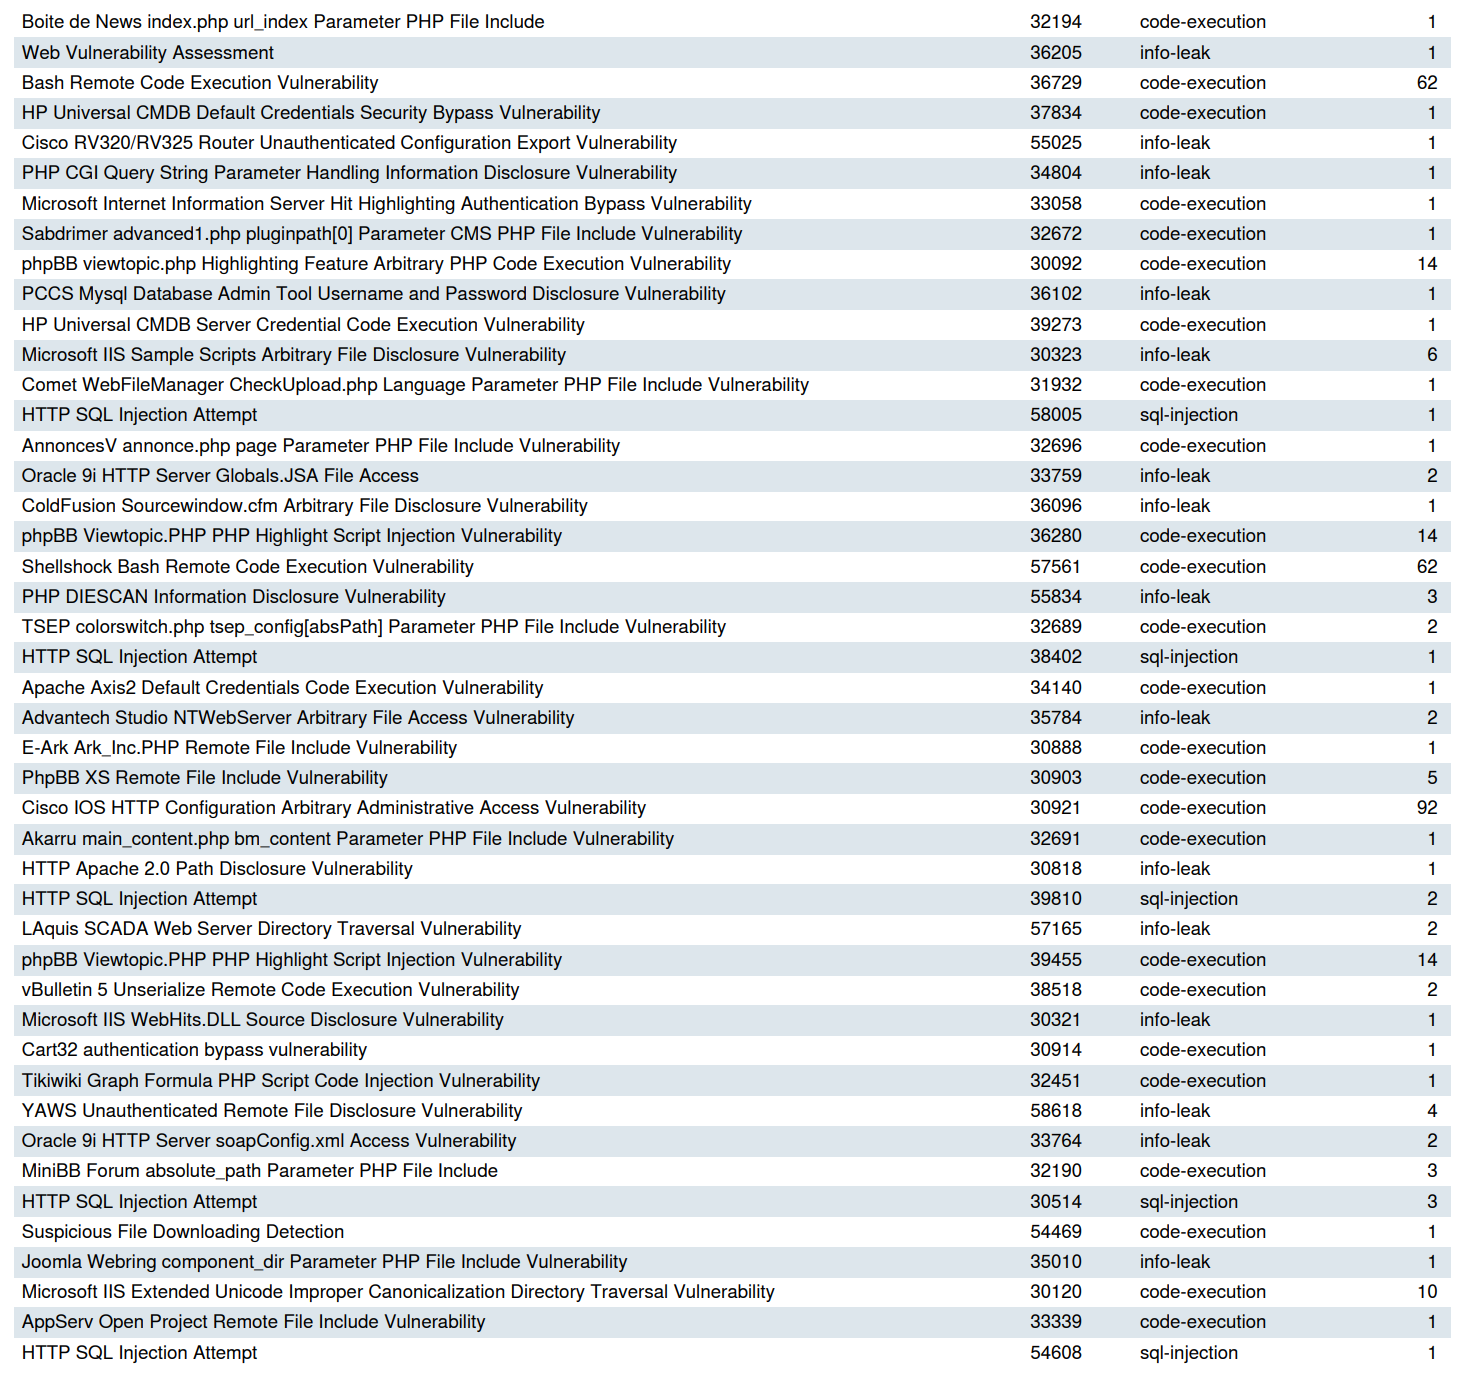 Boite de News index.php url_index Parameter PHP File Include 32194 code-execution 1
Web Vulnerability Assessment 36205 info-leak 1
Bash Remote Code Execution Vulnerability 36729 code-execution 62
HP Universal CMDB Default Credentials Security Bypass Vulnerability 37834 code-execution 1
Cisco RV320/RV325 Router Unauthenticated Configuration Export Vulnerability 55025 info-leak 1
PHP CGI Query String Parameter Handling Information Disclosure Vulnerability 34804 info-leak 1
Microsoft Internet Information Server Hit Highlighting Authentication Bypass Vulnerability 33058 code-execution 1
Sabdrimer advanced1.php pluginpath[0] Parameter CMS PHP File Include Vulnerability 32672 code-execution 1
phpBB viewtopic.php Highlighting Feature Arbitrary PHP Code Execution Vulnerability 30092 code-execution 14
PCCS Mysql Database Admin Tool Username and Password Disclosure Vulnerability 36102 info-leak 1
HP Universal CMDB Server Credential Code Execution Vulnerability 39273 code-execution 1
Microsoft IIS Sample Scripts Arbitrary File Disclosure Vulnerability 30323 info-leak 6
Comet WebFileManager CheckUpload.php Language Parameter PHP File Include Vulnerability 31932 code-execution 1
HTTP SQL Injection Attempt 58005 sql-injection 1
AnnoncesV annonce.php page Parameter PHP File Include Vulnerability 32696 code-execution 1
Oracle 9i HTTP Server Globals.JSA File Access 33759 info-leak 2
ColdFusion Sourcewindow.cfm Arbitrary File Disclosure Vulnerability 36096 info-leak 1
phpBB Viewtopic.PHP PHP Highlight Script Injection Vulnerability 36280 code-execution 14
Shellshock Bash Remote Code Execution Vulnerability 57561 code-execution 62
PHP DIESCAN Information Disclosure Vulnerability 55834 info-leak 3
TSEP colorswitch.php tsep_config[absPath] Parameter PHP File Include Vulnerability 32689 code-execution 2
HTTP SQL Injection Attempt 38402 sql-injection 1
Apache Axis2 Default Credentials Code Execution Vulnerability 34140 code-execution 1
Advantech Studio NTWebServer Arbitrary File Access Vulnerability 35784 info-leak 2
E-Ark Ark_Inc.PHP Remote File Include Vulnerability 30888 code-execution 1
PhpBB XS Remote File Include Vulnerability 30903 code-execution 5
Cisco IOS HTTP Configuration Arbitrary Administrative Access Vulnerability 30921 code-execution 92
Akarru main_content.php bm_content Parameter PHP File Include Vulnerability 32691 code-execution 1
HTTP Apache 2.0 Path Disclosure Vulnerability 30818 info-leak 1
HTTP SQL Injection Attempt 39810 sql-injection 2
LAquis SCADA Web Server Directory Traversal Vulnerability 57165 info-leak 2
phpBB Viewtopic.PHP PHP Highlight Script Injection Vulnerability 39455 code-execution 14
vBulletin 5 Unserialize Remote Code Execution Vulnerability 38518 code-execution 2
Microsoft IIS WebHits.DLL Source Disclosure Vulnerability 30321 info-leak 1
Cart32 authentication bypass vulnerability 30914 code-execution 1
Tikiwiki Graph Formula PHP Script Code Injection Vulnerability 32451 code-execution 1
YAWS Unauthenticated Remote File Disclosure Vulnerability 58618 info-leak 4
Oracle 9i HTTP Server soapConfig.xml Access Vulnerability 33764 info-leak 2
MiniBB Forum absolute_path Parameter PHP File Include 32190 code-execution 3
HTTP SQL Injection Attempt 30514 sql-injection 3
Suspicious File Downloading Detection 54469 code-execution 1
Joomla Webring component_dir Parameter PHP File Include Vulnerability 35010 info-leak 1
Microsoft IIS Extended Unicode Improper Canonicalization Directory Traversal Vulnerability 30120 code-execution 10
AppServ Open Project Remote File Include Vulnerability 33339 code-execution 1
HTTP SQL Injection Attempt 54608 sql-injection 1